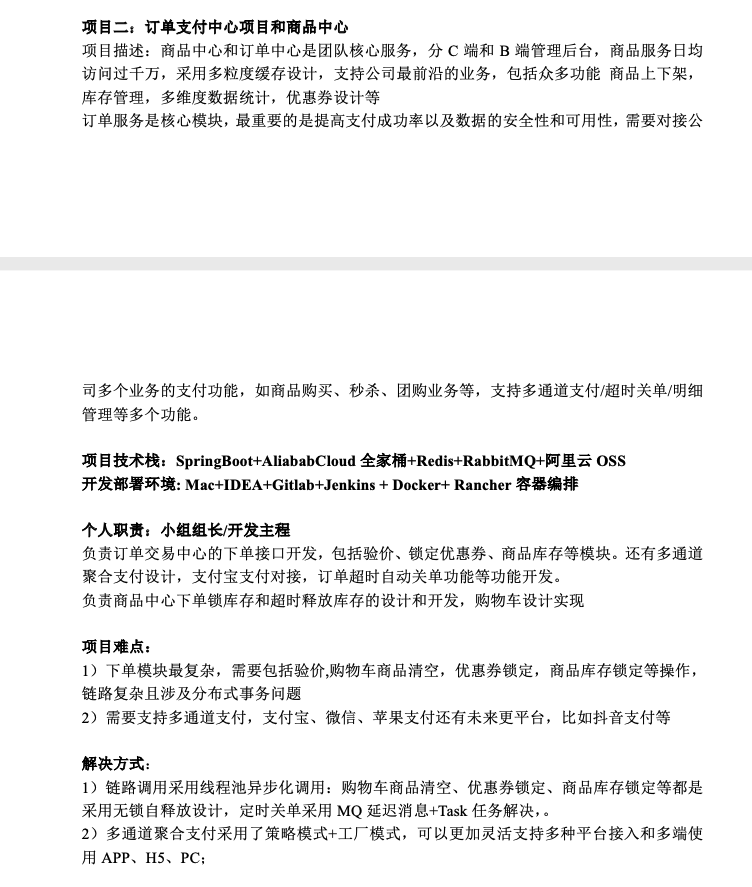 项目二：订单支付中心项目和商品中心
项目描述：商品中心和订单中心是团队核心服务，分 C 端和 B 端管理后台，商品服务日均
访问过千万，采用多粒度缓存设计，支持公司最前沿的业务，包括众多功能 商品上下架，
库存管理，多维度数据统计，优惠券设计等
订单服务是核心模块，最重要的是提高支付成功率以及数据的安全性和可用性，需要对接公
司多个业务的支付功能，如商品购买、秒杀、团购业务等，支持多通道支付/超时关单/明细
管理等多个功能。
项目技术栈：SpringBoot+AliababCloud 全家桶+Redis+RabbitMQ+阿里云 OSS
开发部署环境: Mac+IDEA+Gitlab+Jenkins + Docker+ Rancher 容器编排
个人职责：小组组长/开发主程
负责订单交易中心的下单接口开发，包括验价、锁定优惠券、商品库存等模块。还有多通道
聚合支付设计，支付宝支付对接，订单超时自动关单功能等功能开发。
负责商品中心下单锁库存和超时释放库存的设计和开发，购物车设计实现
项目难点：
1）下单模块最复杂，需要包括验价,购物车商品清空，优惠券锁定，商品库存锁定等操作，
链路复杂且涉及分布式事务问题
2）需要支持多通道支付，支付宝、微信、苹果支付还有未来更平台，比如抖音支付等
解决方式：
1）链路调用采用线程池异步化调用：购物车商品清空、优惠券锁定、商品库存锁定等都是
采用无锁自释放设计，定时关单采用 MQ 延迟消息+Task 任务解决，。
2）多通道聚合支付采用了策略模式+工厂模式，可以更加灵活支持多种平台接入和多端使
用 APP、H5、PC；